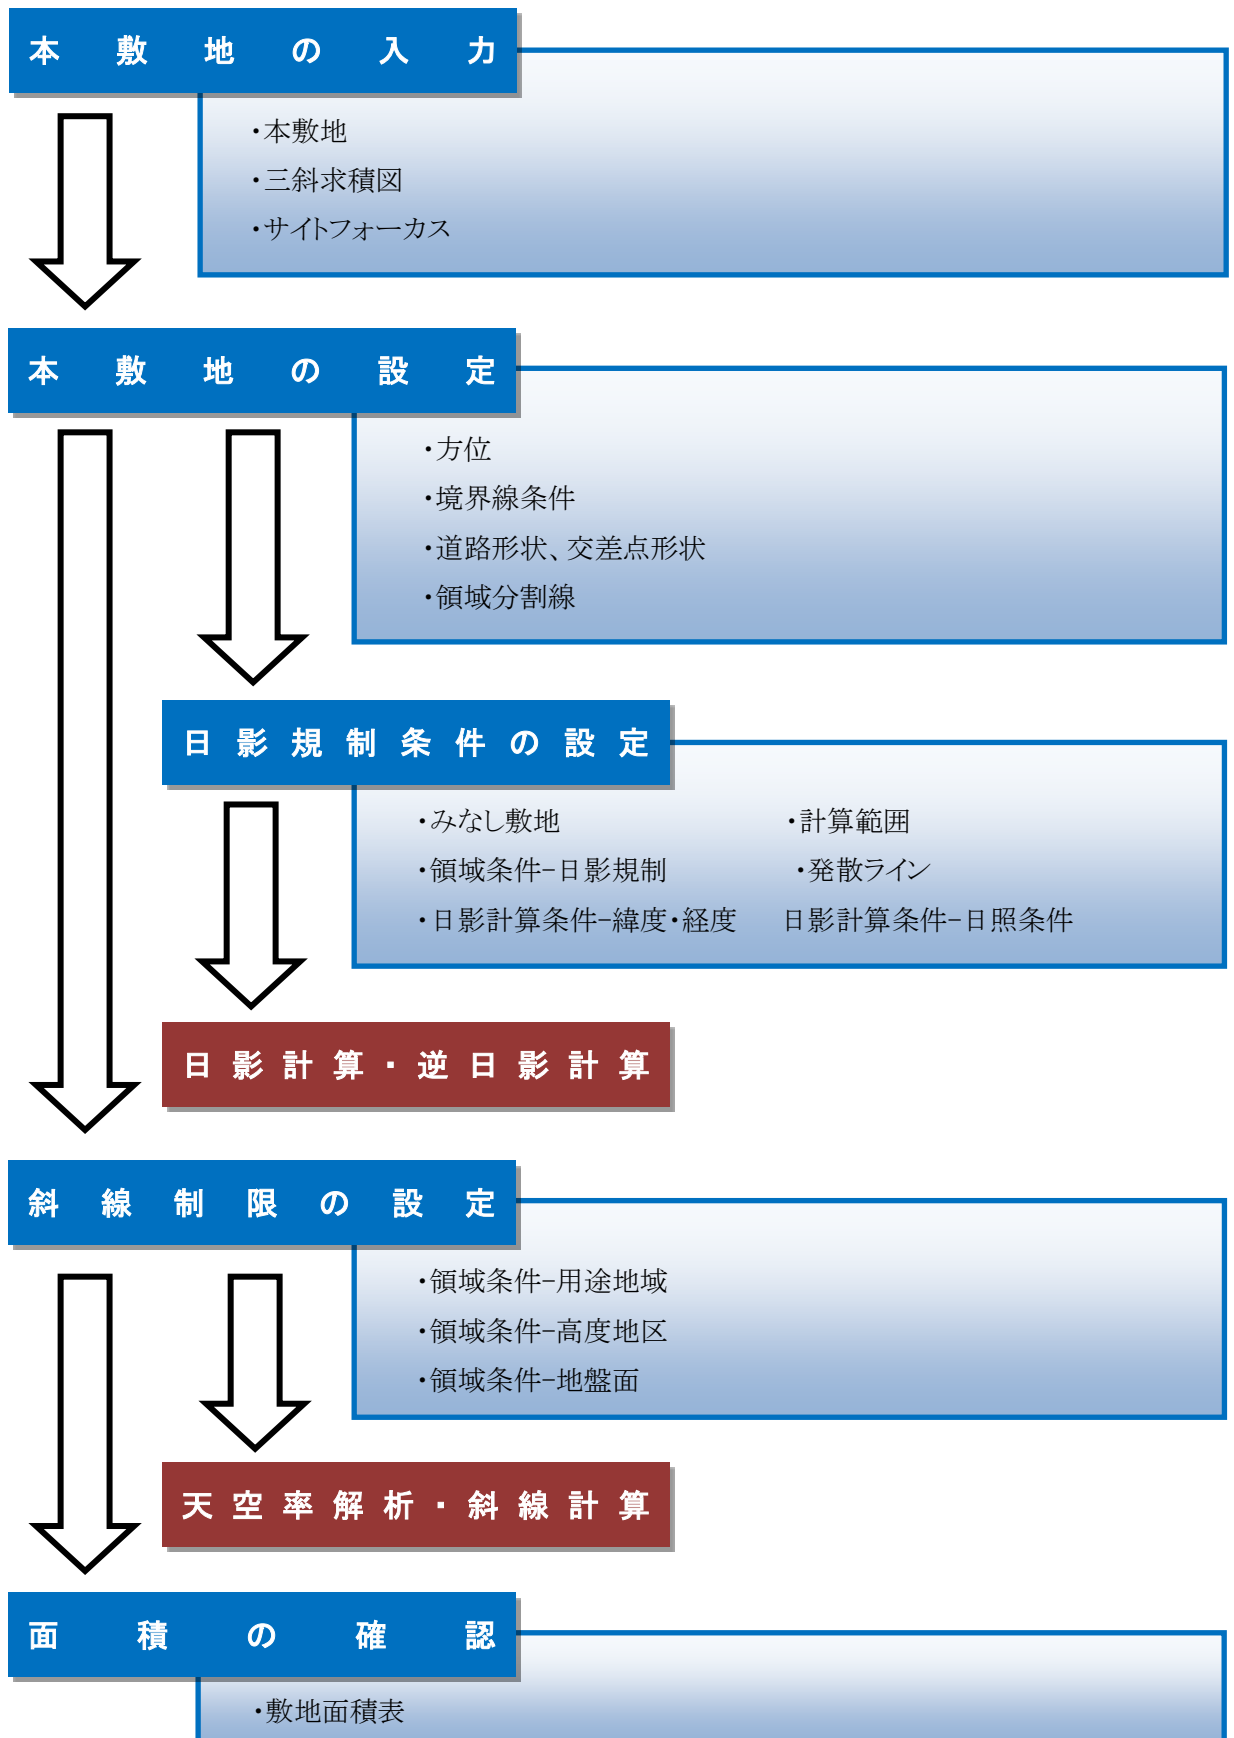 本敷地の入力
・本敷地
・三斜求積図
・サイトフォーカス
本敷地の設定
・方位
・境界線条件
・道路形状、交差点形状
・領域分割線
日影規制条件の設定
・みなし敷地 ・計算範囲
・領域条件-日影規制 ・発散ライン
・日影計算条件-緯度・経度 日影計算条件-日照条件
日影計算・逆日影計算
斜線制限の設定
・領域条件-用途地域
・領域条件-高度地区
・領域条件-地盤面
天空率解析・斜線計算
面積の確認
・敷地面積表